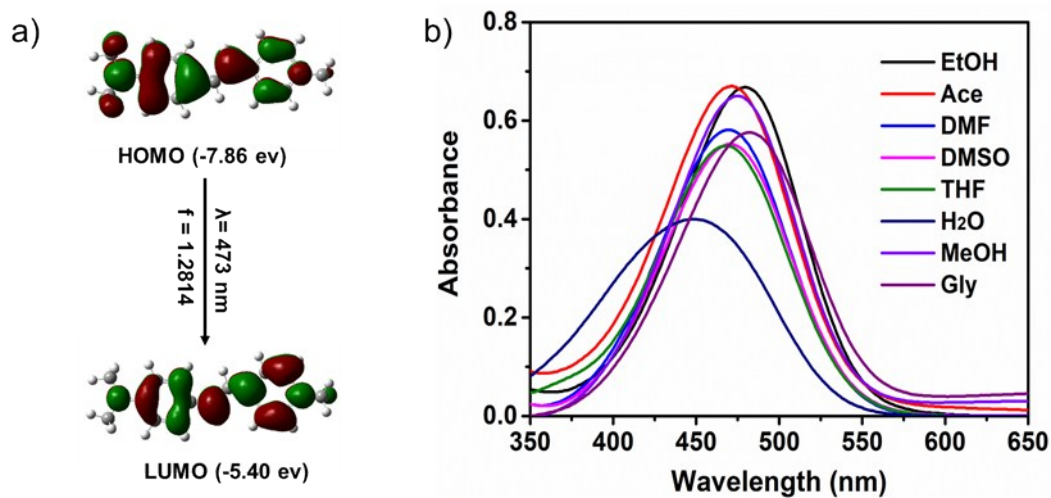 a)
HOMO (-7.86 ev)
λ= 473 nm
f = 1.2814
LUMO (-5.40 ev)
b)
Absorbance
0.8
0.6
0.4
0.2
0.0
350 400 450 500 550 600 650
Wavelength (nm)
EtOH
Ace
DMF
DMSO
THF
H₂O
MeOH
Gly